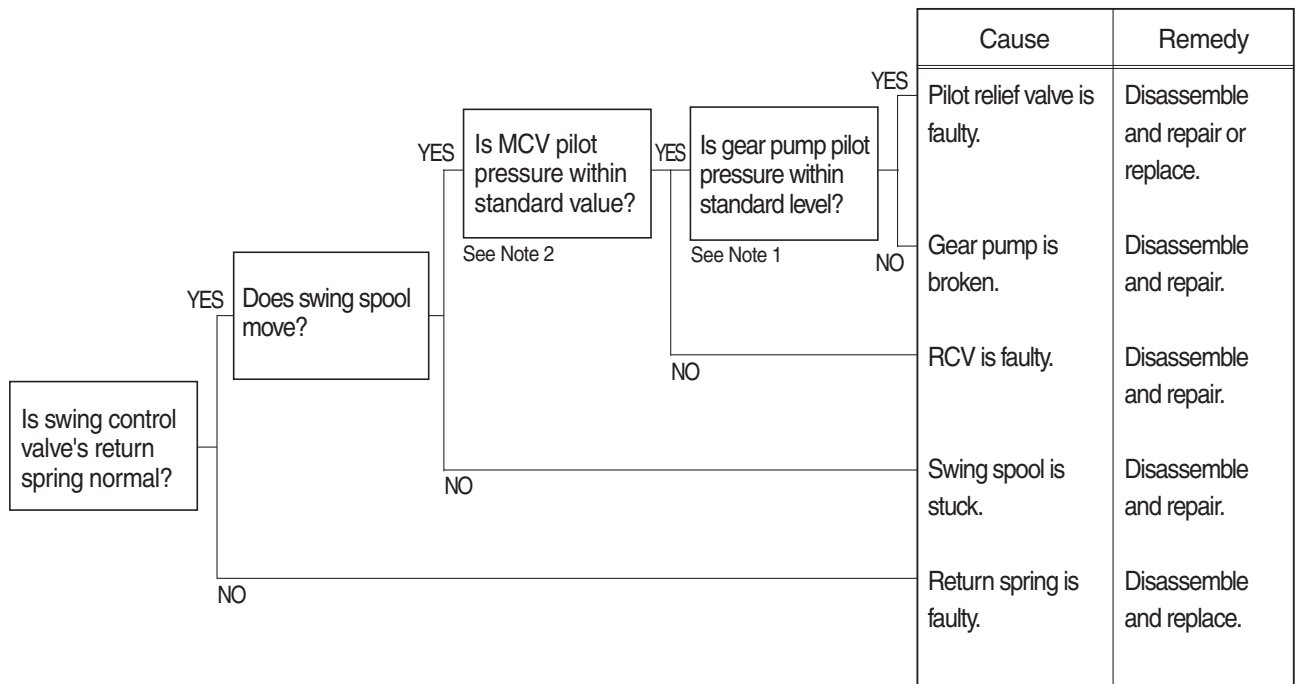 Cause
Remedy
YES
Pilot relief valve is
faulty.
Disassemble
and repair or
replace.
YES
Is MCV pilot
pressure within
standard value?
See Note 2
YES
Is gear pump pilot
pressure within
standard level?
See Note 1
NO
Gear pump is
broken.
Disassemble
and repair.
YES
Does swing spool
move?
NO
RCV is faulty.
Disassemble
and repair.
Is swing control
valve's return
spring normal?
NO
Swing spool is
stuck.
Disassemble
and repair.
NO
Return spring is
faulty.
Disassemble
and replace.